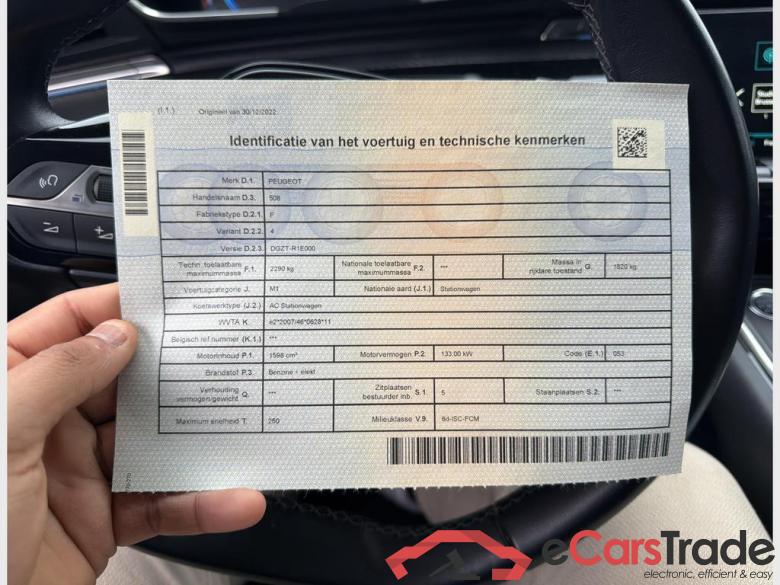 (I.1.) Origineel van 30/12/2022
Identificatie van het voertuig en technische kenmerken
Merk D.1. PEUGEOT
Handelsnaam D.3. 508
Fabriekstype D.2.1. F
Variant D.2.2. 4
Versie D.2.3. DGZT-R1E000
Techn. toelaatbare maximummassa F.1. 2290 kg Nationale toelaatbare maximummassa F.2. *** Massa in rijdare toestand G. 1820 kg
Voertuigcategorie J. M1 Nationale aard (J.1.) Stationwagen
Koetswerktype (J.2.) AC Stationwagen
WVTA K. e2*2007/46*0628*11
Belgisch ref nummer (K.1.) ***
Motorinhoud P.1. 1598 cm³ Motorvermogen P.2. 133.00 kW Code (E.1.) 053
Brandstof P.3. Benzine + elekt
Verhouding vermogen/gewicht Q. *** Zitplaatsen bestuurder inb. S.1. 5 Staanplaatsen S.2. ***
Maximum snelheid T. 250 Milieuklasse V.9. 6d-ISC-FCM
eCarsTrade
electronic, efficient & easy